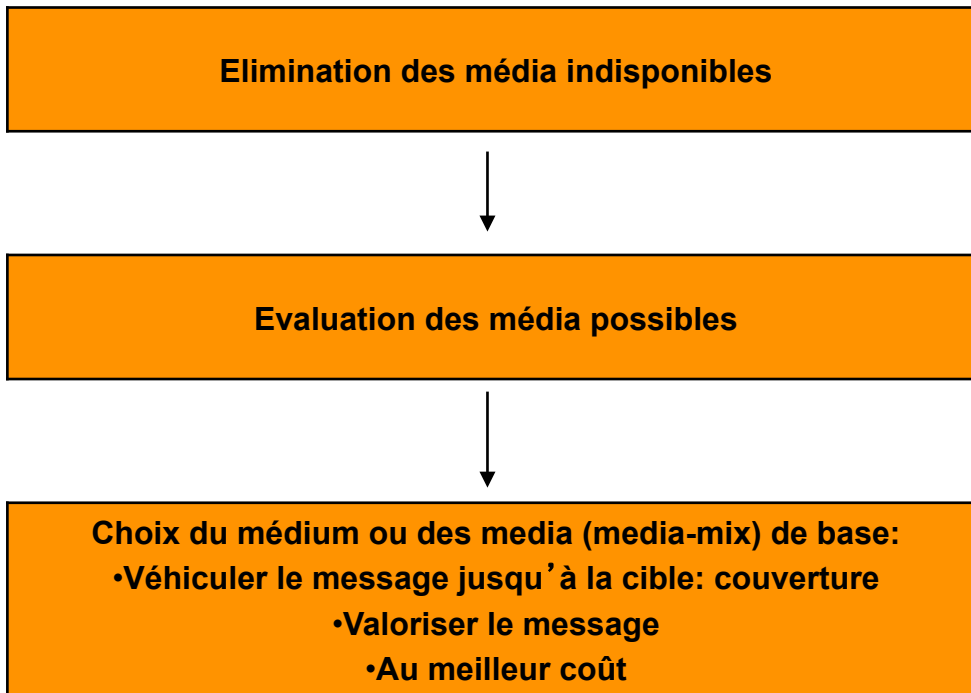 Elimination des média indisponibles
Evaluation des média possibles
Choix du médium ou des media (media-mix) de base:
•Véhiculer le message jusqu’à la cible: couverture
•Valoriser le message
•Au meilleur coût